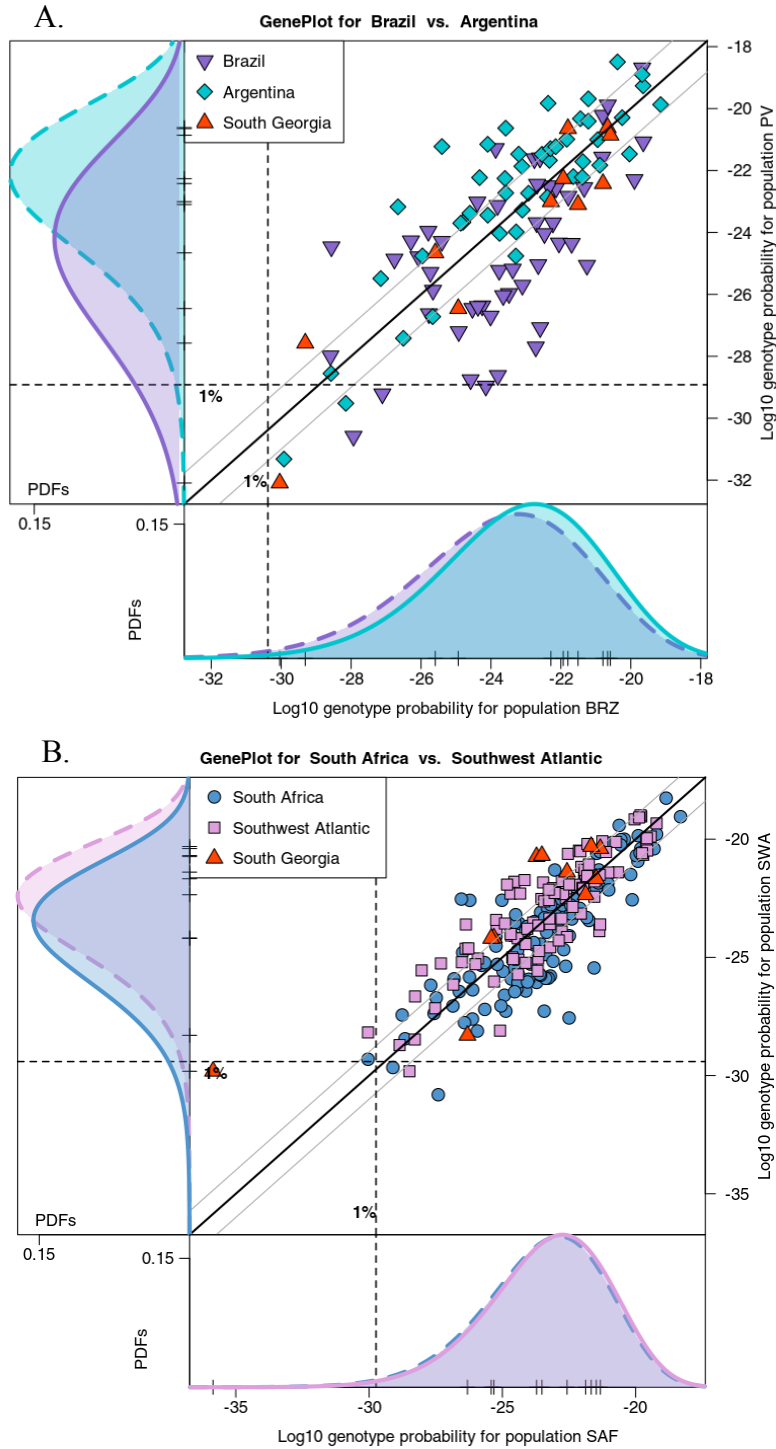 A.
GenePlot for Brazil vs. Argentina
Brazil
Argentina
South Georgia
-18
-20
-22
-24
-26
-28
-30
-32
Log10 genotype probability for population PV
1%
1%
PDFs
0.15
0.15
PDFs
-32
-30
-28
-26
-24
-22
-20
-18
Log10 genotype probability for population BRZ
B.
GenePlot for South Africa vs. Southwest Atlantic
South Africa
Southwest Atlantic
South Georgia
-20
-25
-30
-35
Log10 genotype probability for population SWA
1%
1%
PDFs
0.15
0.15
PDFs
-35
-30
-25
-20
Log10 genotype probability for population SAF